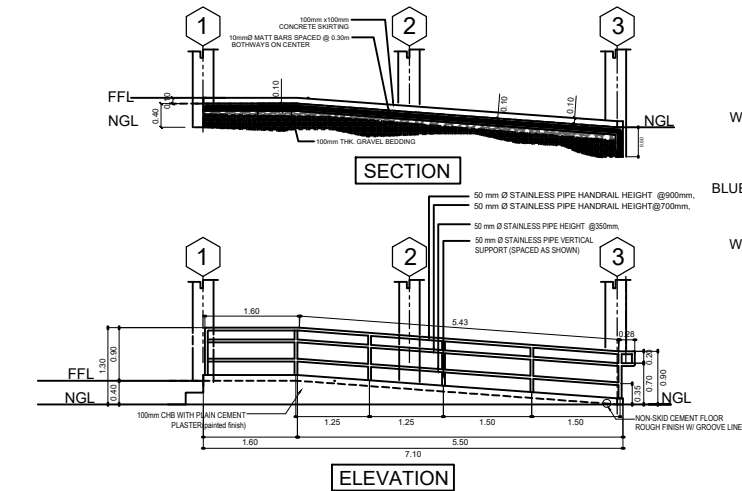 1
2
3
100mm x100mm
CONCRETE SKIRTING
10mmØ MATT BARS SPACED @ 0.30m
BOTHWAYS ON CENTER
FFL
NGL
0.10
0.40
0.10
0.10
0.10
NGL
0.50
100mm THK. GRAVEL BEDDING
SECTION
W
BLUE
W
50 mm Ø STAINLESS PIPE HANDRAIL HEIGHT @900mm,
50 mm Ø STAINLESS PIPE HANDRAIL HEIGHT@700mm,
50 mm Ø STAINLESS PIPE HEIGHT @350mm,
50 mm Ø STAINLESS PIPE VERTICAL
SUPPORT (SPACED AS SHOWN)
1
2
3
1.60
5.43
0.28
1.30
0.90
0.40
0.20
0.70
0.90
0.35
FFL
NGL
NGL
100mm CHB WITH PLAIN CEMENT
PLASTER(painted finish)
1.25
1.25
1.50
1.50
NON-SKID CEMENT FLOOR
ROUGH FINISH W/ GROOVE LINE
1.60
5.50
7.10
ELEVATION